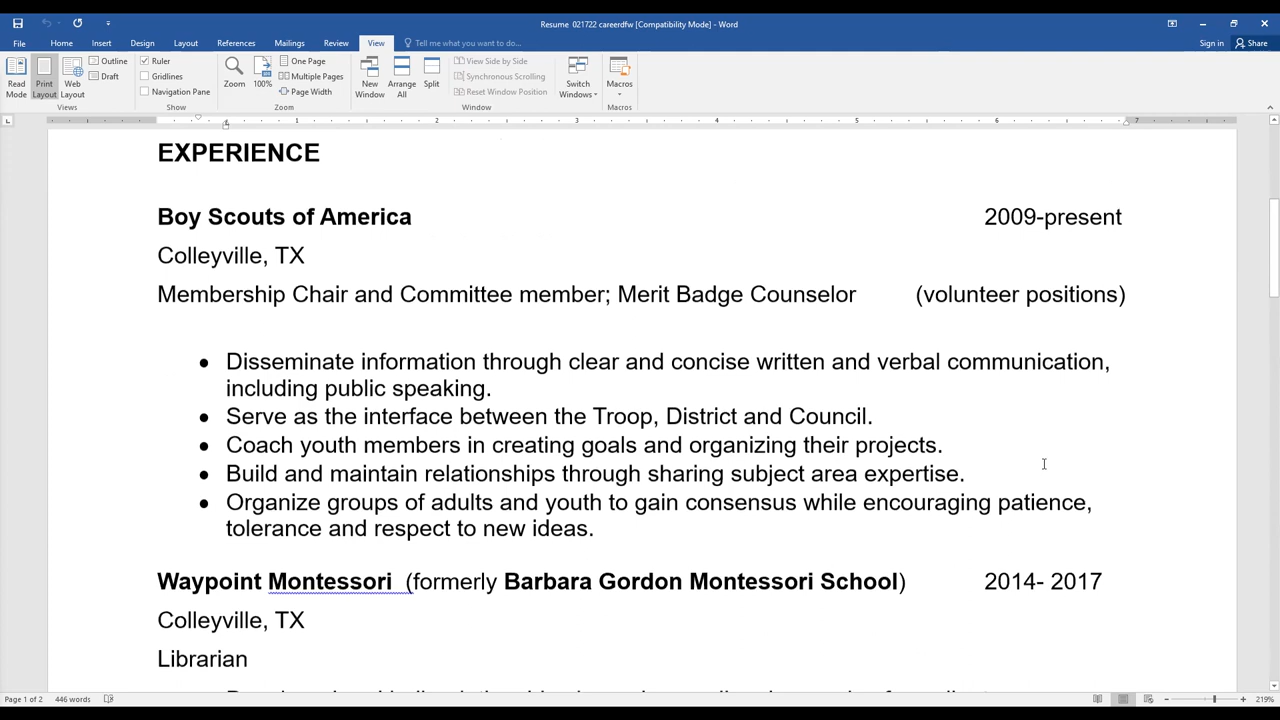 Resume 021722 careerdfw [Compatibility Mode] - Word
File Home Insert Design Layout References Mailings Review View Tell me what you want to do... Sign in Share
Read Mode
Print Layout
Web Layout
Outline
Draft
Views
Ruler
Gridlines
Navigation Pane
Show
Zoom
100%
One Page
Multiple Pages
Page Width
Zoom
New Window
Arrange All
Split
View Side by Side
Synchronous Scrolling
Reset Window Position
Window
Switch Windows
Macros
Macros
1 2 3 4 5 6 7
EXPERIENCE
Boy Scouts of America 2009-present
Colleyville, TX
Membership Chair and Committee member; Merit Badge Counselor (volunteer positions)
• Disseminate information through clear and concise written and verbal communication,
including public speaking.
• Serve as the interface between the Troop, District and Council.
• Coach youth members in creating goals and organizing their projects.
• Build and maintain relationships through sharing subject area expertise.
• Organize groups of adults and youth to gain consensus while encouraging patience,
tolerance and respect to new ideas.
Waypoint Montessori (formerly Barbara Gordon Montessori School) 2014- 2017
Colleyville, TX
Librarian
Page 1 of 2 446 words 219%